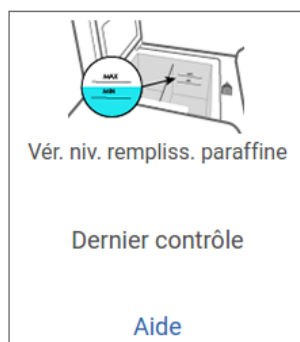 MAX
MIN
Vér. niv. rempliss. paraffine
Dernier contrôle
Aide